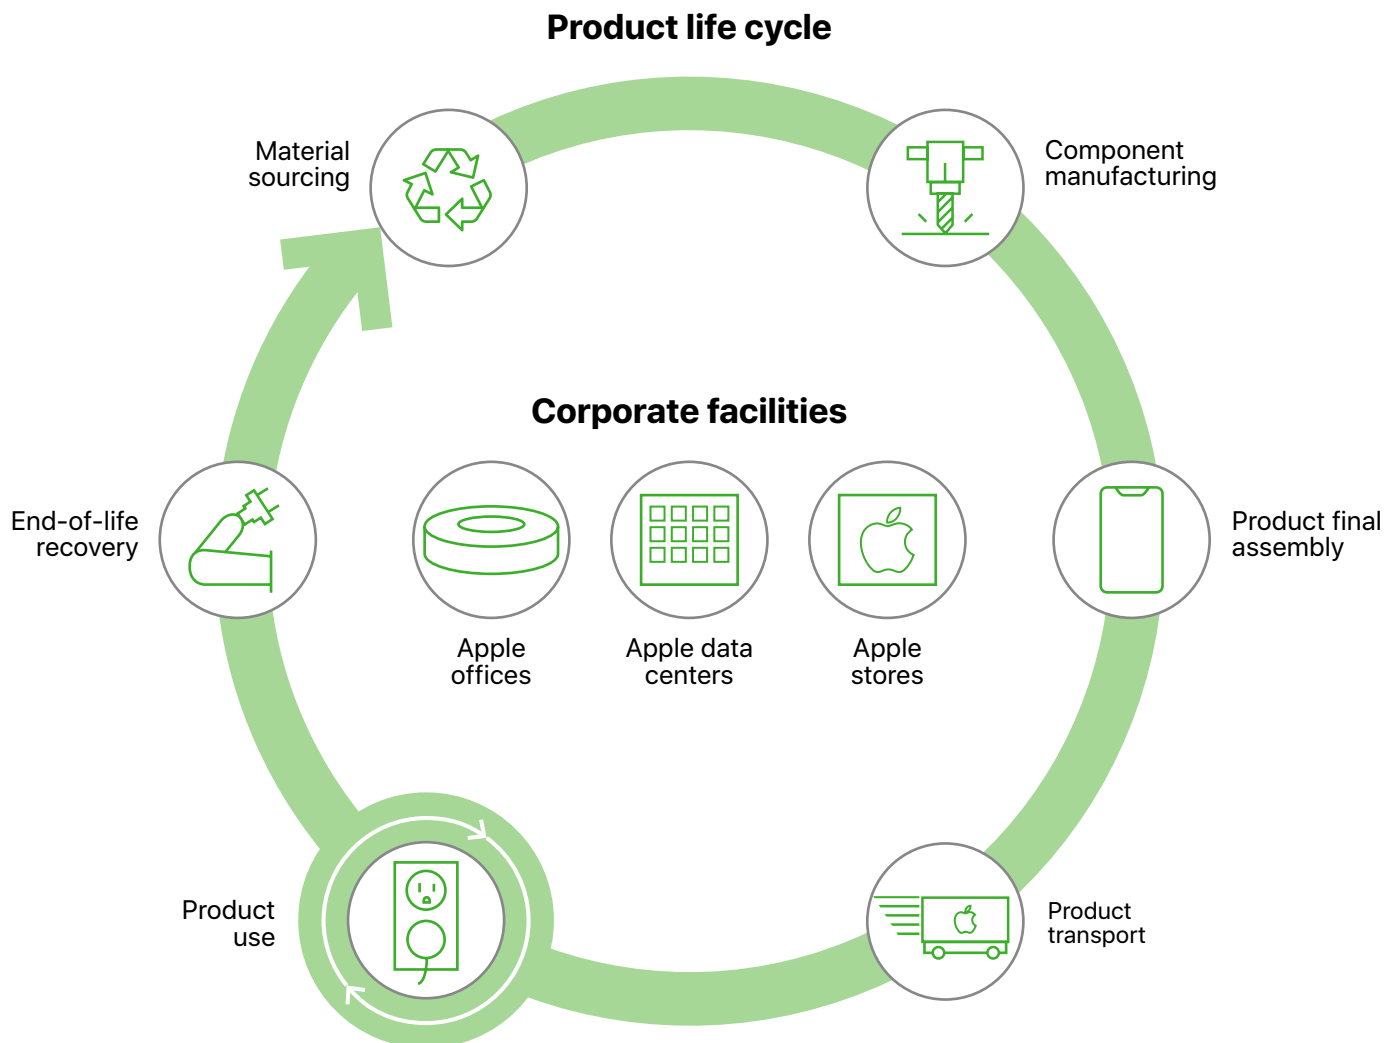 Product life cycle
Material
sourcing
Component
manufacturing
Corporate facilities
End-of-life
recovery
Product final
assembly
Apple
offices
Apple data
centers
Apple
stores
Product
use
Product
transport